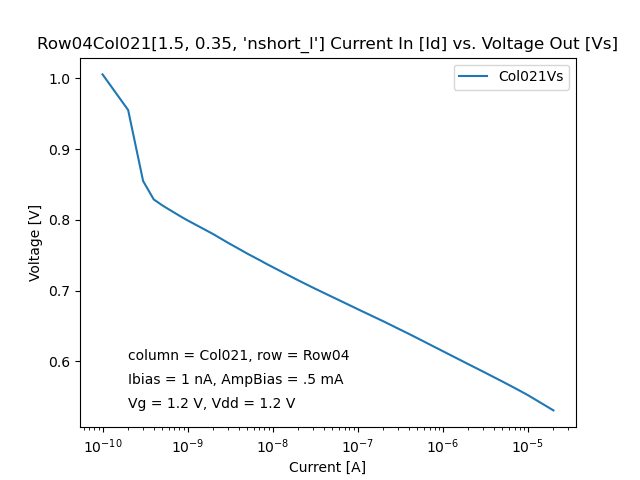 Row04Col021[1.5, 0.35, 'nshort_l'] Current In [Id] vs. Voltage Out [Vs]
Col021Vs
1.0
0.9
0.8
0.7
0.6
Voltage [V]
column = Col021, row = Row04
Ibias = 1 nA, AmpBias = .5 mA
Vg = 1.2 V, Vdd = 1.2 V
10⁻¹⁰ 10⁻⁹ 10⁻⁸ 10⁻⁷ 10⁻⁶ 10⁻⁵
Current [A]